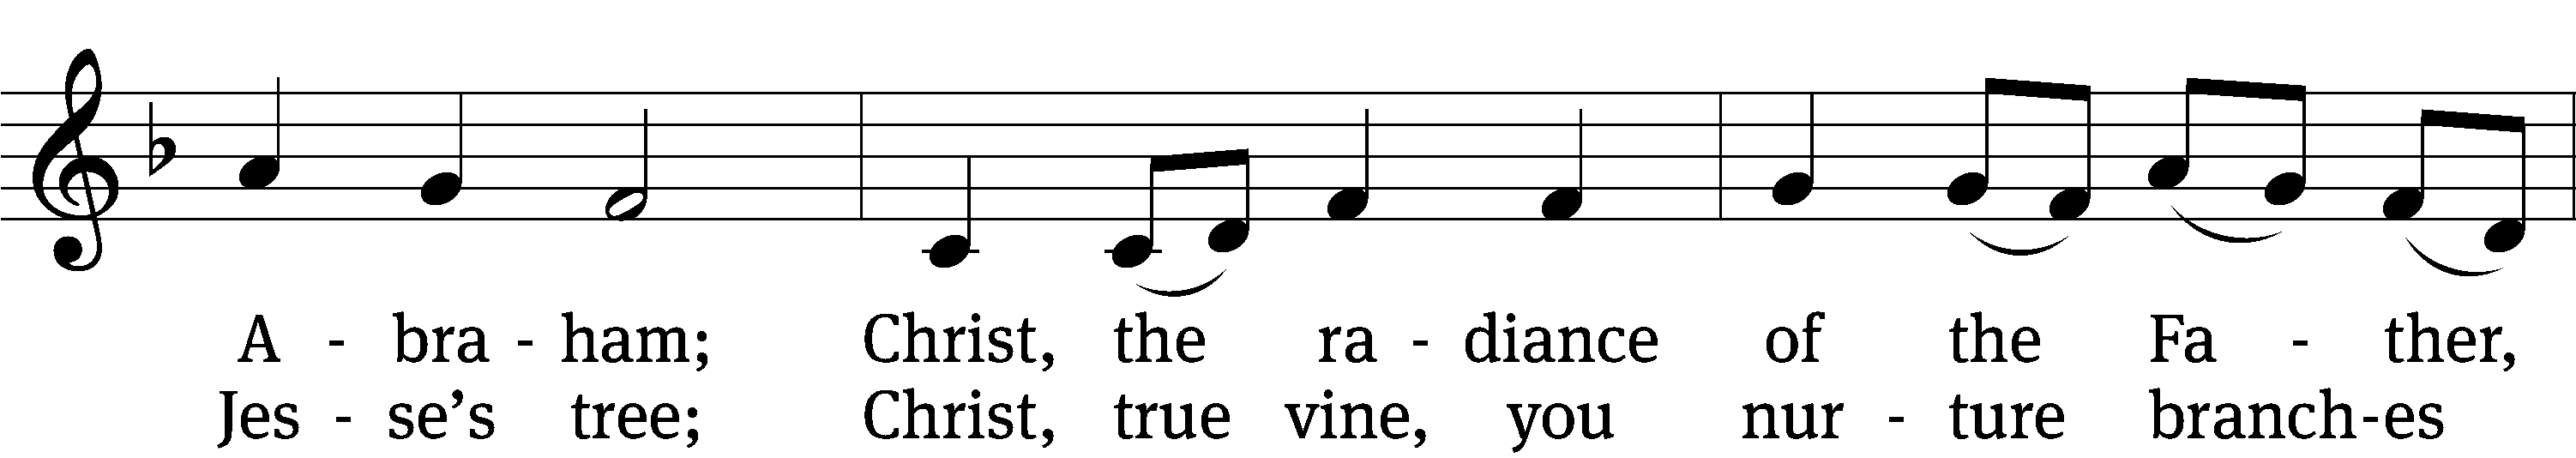 A - bra - ham; Christ, the ra - diance of the Fa - ther,
Jes - se’s tree; Christ, true vine, you nur - ture branch-es